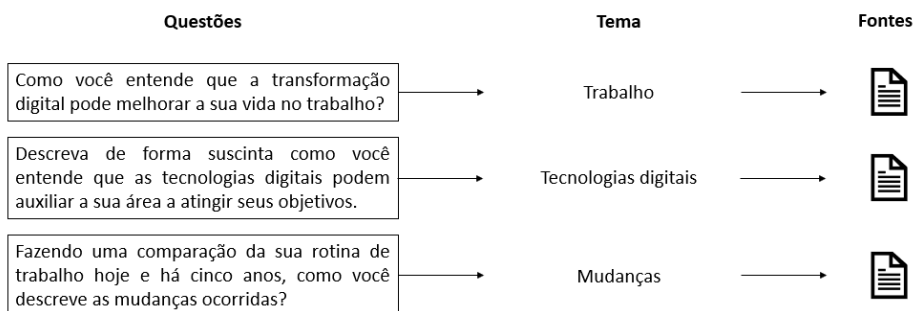 Questões Tema Fontes
Como você entende que a transformação
digital pode melhorar a sua vida no trabalho?
Trabalho
Descreva de forma suscinta como você
entende que as tecnologias digitais podem
auxiliar a sua área a atingir seus objetivos.
Tecnologias digitais
Fazendo uma comparação da sua rotina de
trabalho hoje e há cinco anos, como você
descreve as mudanças ocorridas?
Mudanças